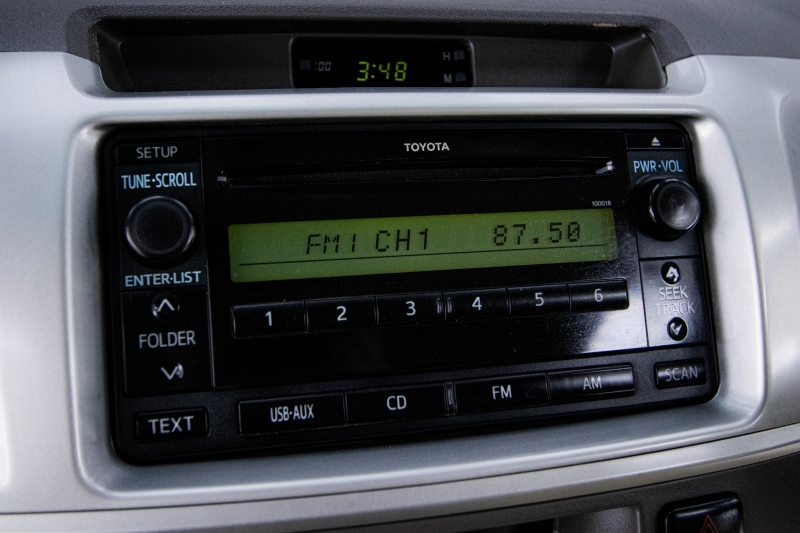 :00 3:48 H
M
SETUP
TOYOTA
TUNE·SCROLL
PWR·VOL
100018
FM1 CH1 87.50
ENTER·LIST
1 2 3 4 5 6
SEEK
TRACK
FOLDER
TEXT
USB·AUX CD FM AM SCAN